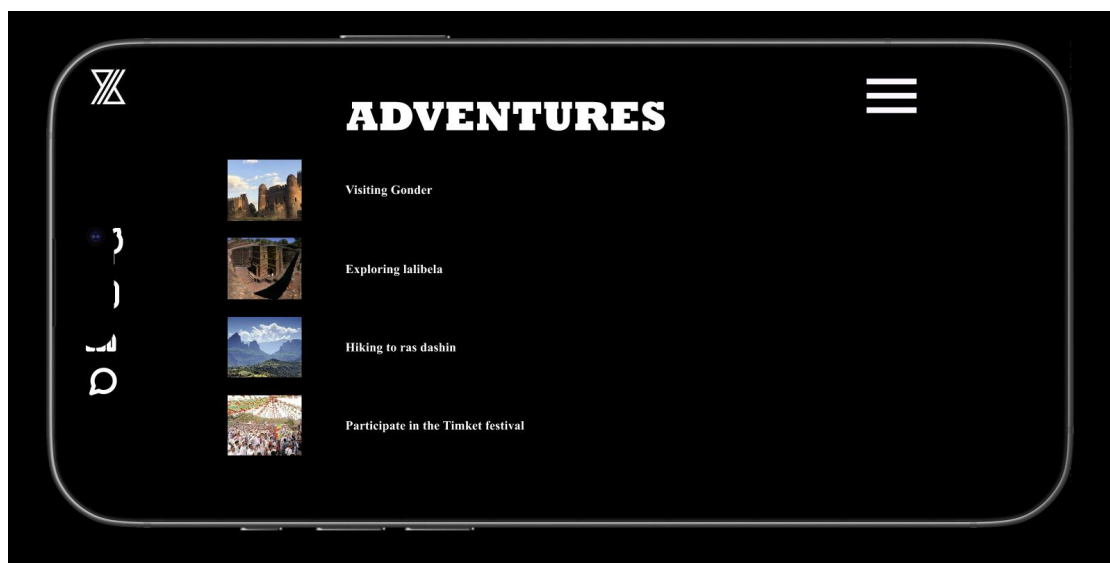 ADVENTURES
Visiting Gonder
Exploring lalibela
Hiking to ras dashin
Participate in the Timket festival